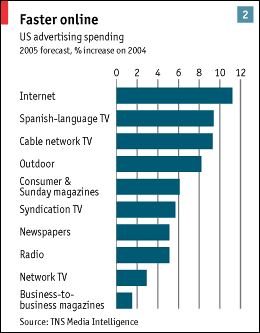 Faster online
2
US advertising spending
2005 forecast, % increase on 2004
0 2 4 6 8 10 12
Internet
Spanish-language TV
Cable network TV
Outdoor
Consumer &
Sunday magazines
Syndication TV
Newspapers
Radio
Network TV
Business-to-
business magazines
Source: TNS Media Intelligence